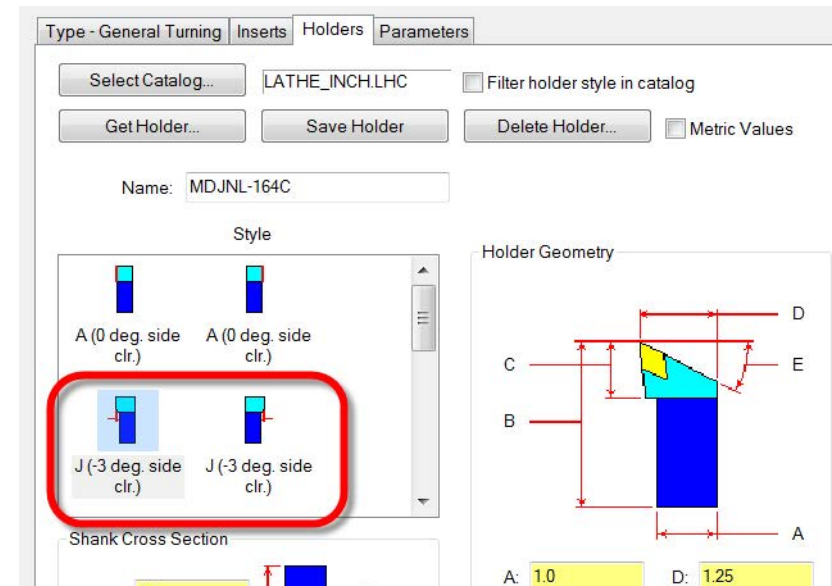 Type - General Turning Inserts Holders Parameters
Select Catalog... LATHE_INCH.LHC Filter holder style in catalog
Get Holder... Save Holder Delete Holder... Metric Values
Name: MDJNL-164C
Style
A (0 deg. side clr.)
A (0 deg. side clr.)
J (-3 deg. side clr.)
J (-3 deg. side clr.)
Shank Cross Section
Holder Geometry
D
C
E
B
A
A: 1.0 D: 1.25